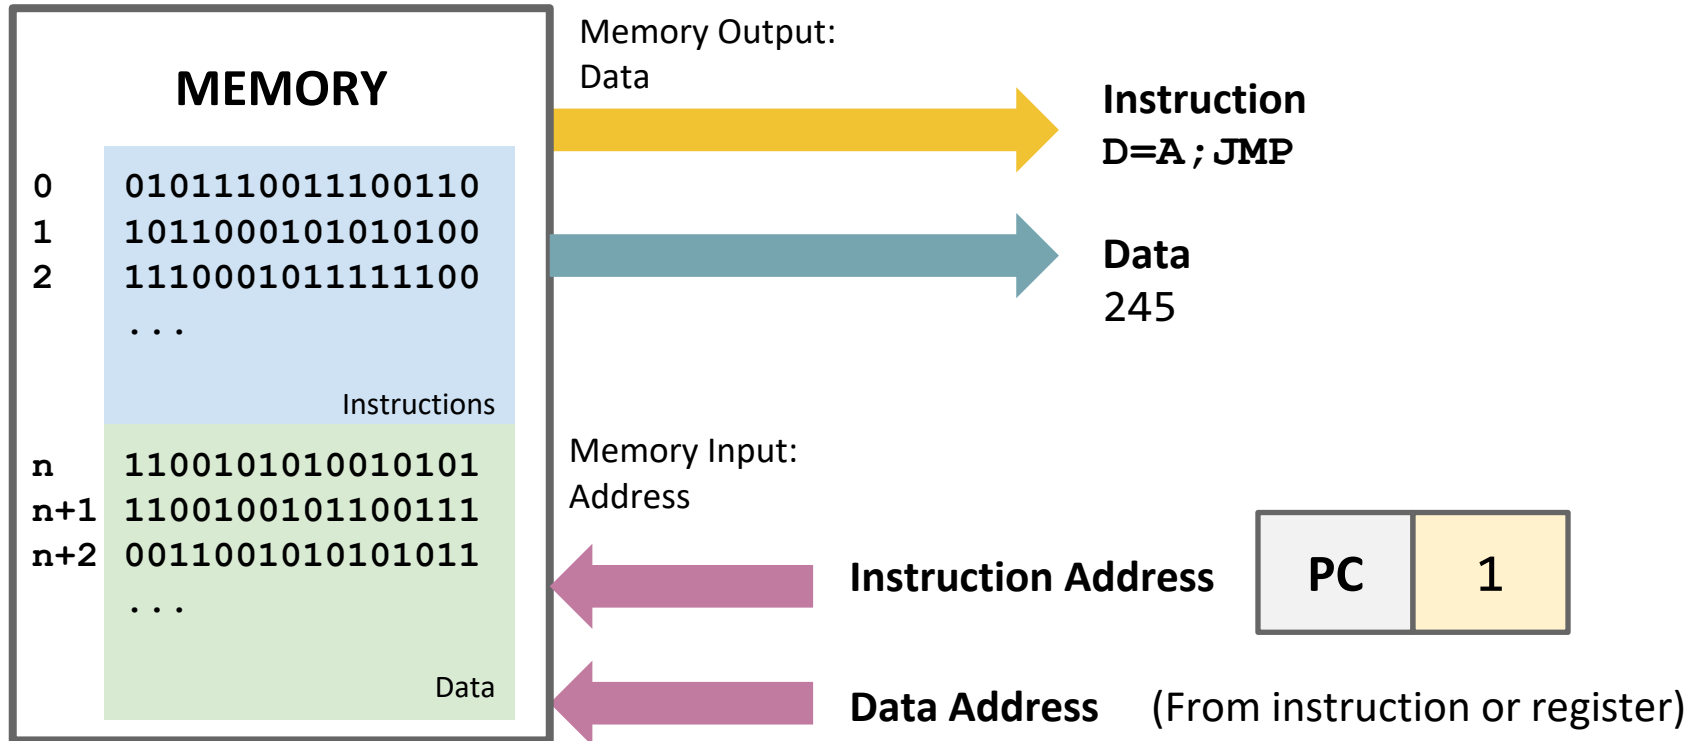 MEMORY
0 0101110011100110
1 1011000101010100
2 1110001011111100
...
Instructions
n 1100101010010101
n+1 1100100101100111
n+2 0011001010101011
...
Data
Memory Output:
Data
Instruction
D=A;JMP
Data
245
Memory Input:
Address
Instruction Address PC 1
Data Address (From instruction or register)